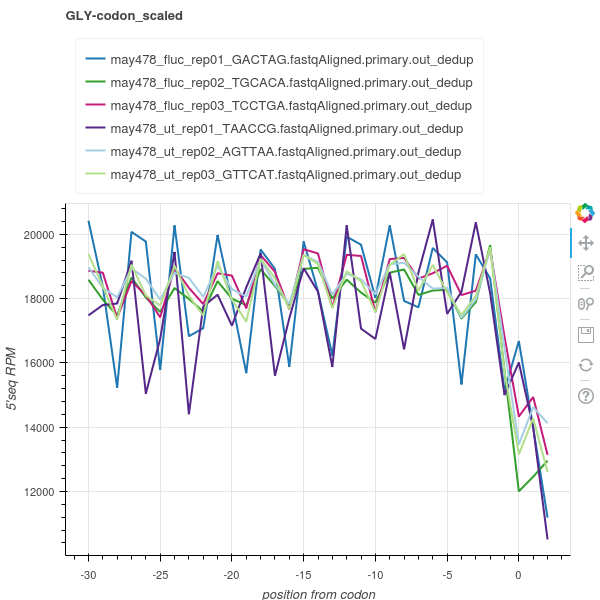 GLY-codon_scaled
may478_fluc_rep01_GACTAG.fastqAligned.primary.out_dedup
may478_fluc_rep02_TGCACA.fastqAligned.primary.out_dedup
may478_fluc_rep03_TCCTGA.fastqAligned.primary.out_dedup
may478_ut_rep01_TAACCG.fastqAligned.primary.out_dedup
may478_ut_rep02_AGTTAA.fastqAligned.primary.out_dedup
may478_ut_rep03_GTTCAT.fastqAligned.primary.out_dedup
20000
18000
16000
14000
12000
5'seq RPM
-30 -25 -20 -15 -10 -5 0
position from codon